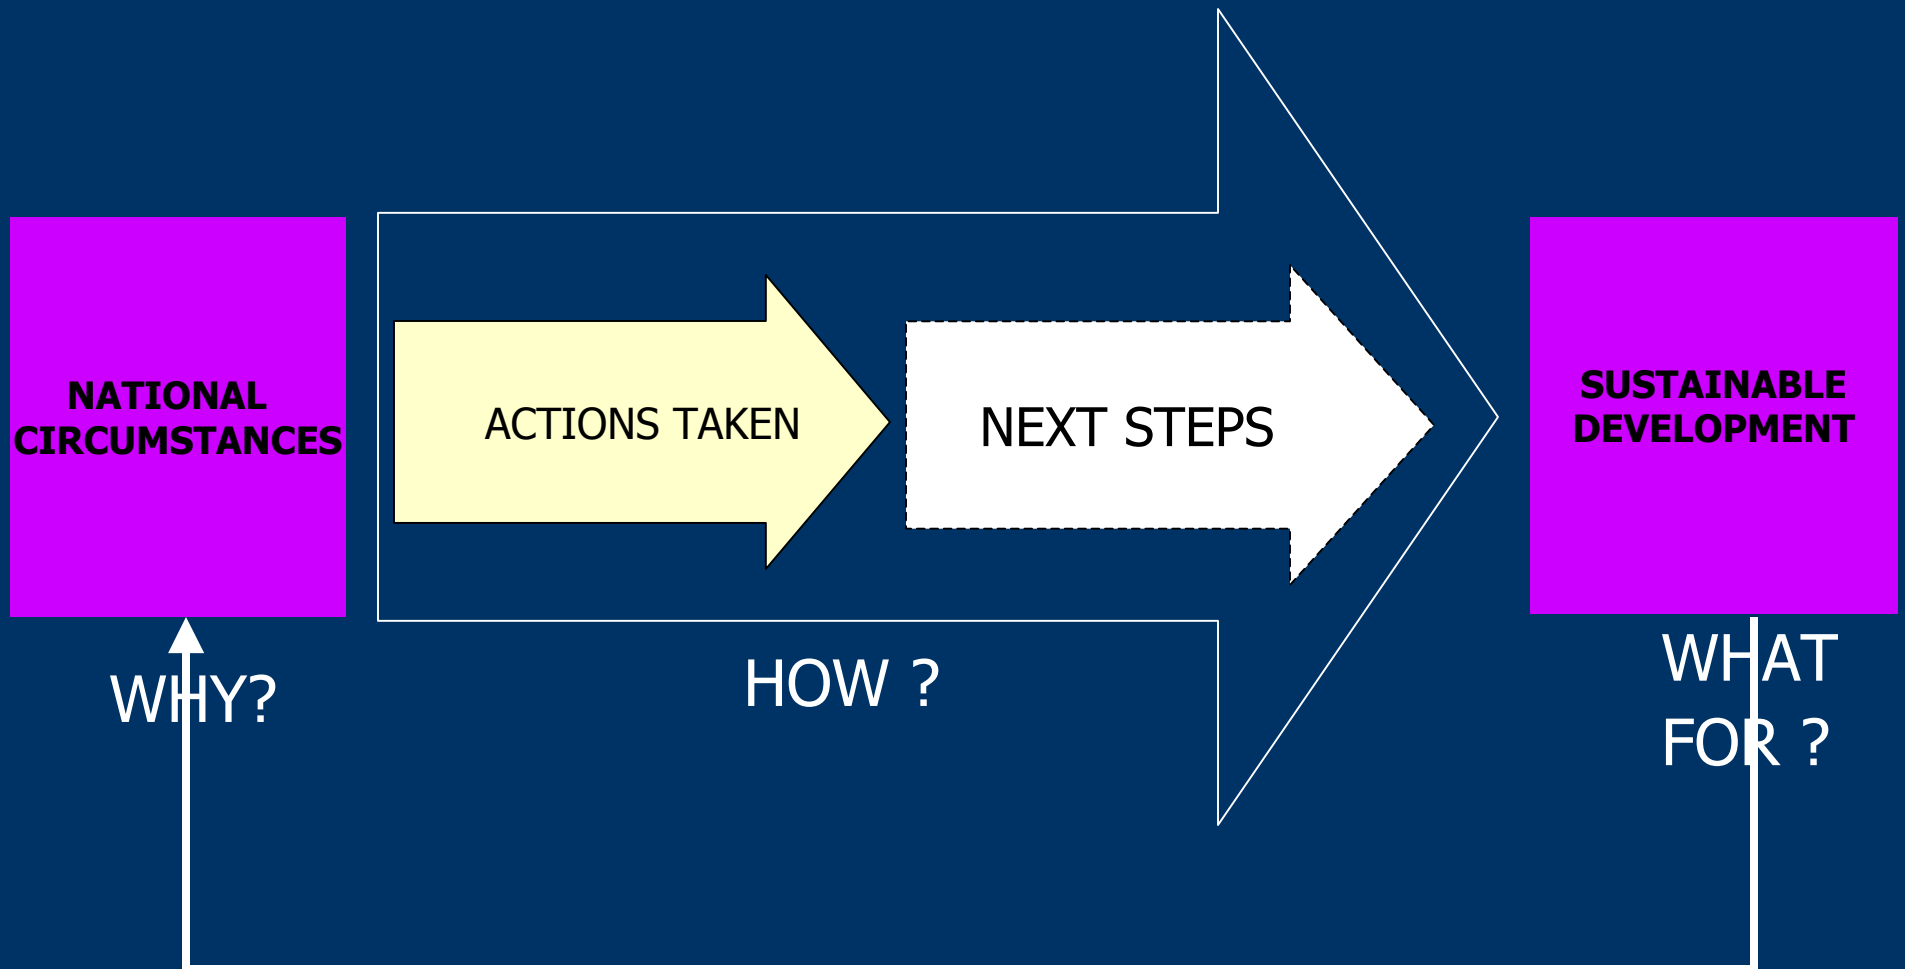 NATIONAL
CIRCUMSTANCES
ACTIONS TAKEN
NEXT STEPS
SUSTAINABLE
DEVELOPMENT
WHY?
HOW ?
WHAT
FOR ?